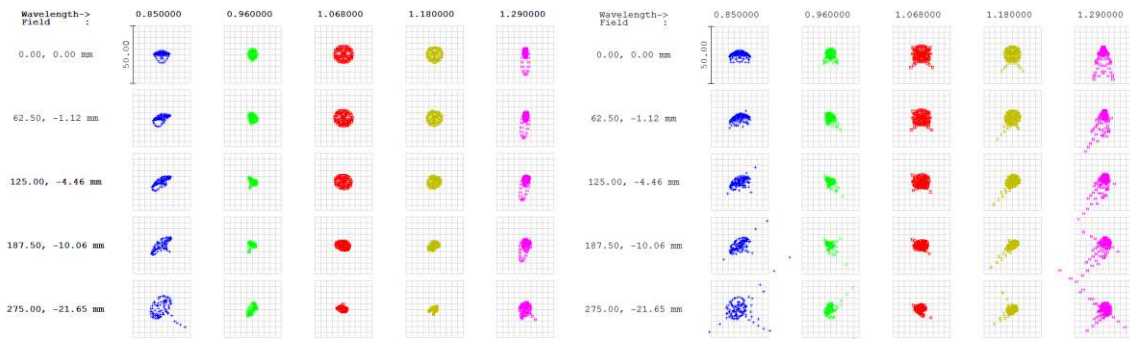 Wavelength-> 0.850000 0.960000 1.068000 1.180000 1.290000
Field :
0.00, 0.00 mm
50.00
62.50, -1.12 mm
125.00, -4.46 mm
187.50, -10.06 mm
275.00, -21.65 mm
Wavelength-> 0.850000 0.960000 1.068000 1.180000 1.290000
Field :
0.00, 0.00 mm
50.00
62.50, -1.12 mm
125.00, -4.46 mm
187.50, -10.06 mm
275.00, -21.65 mm